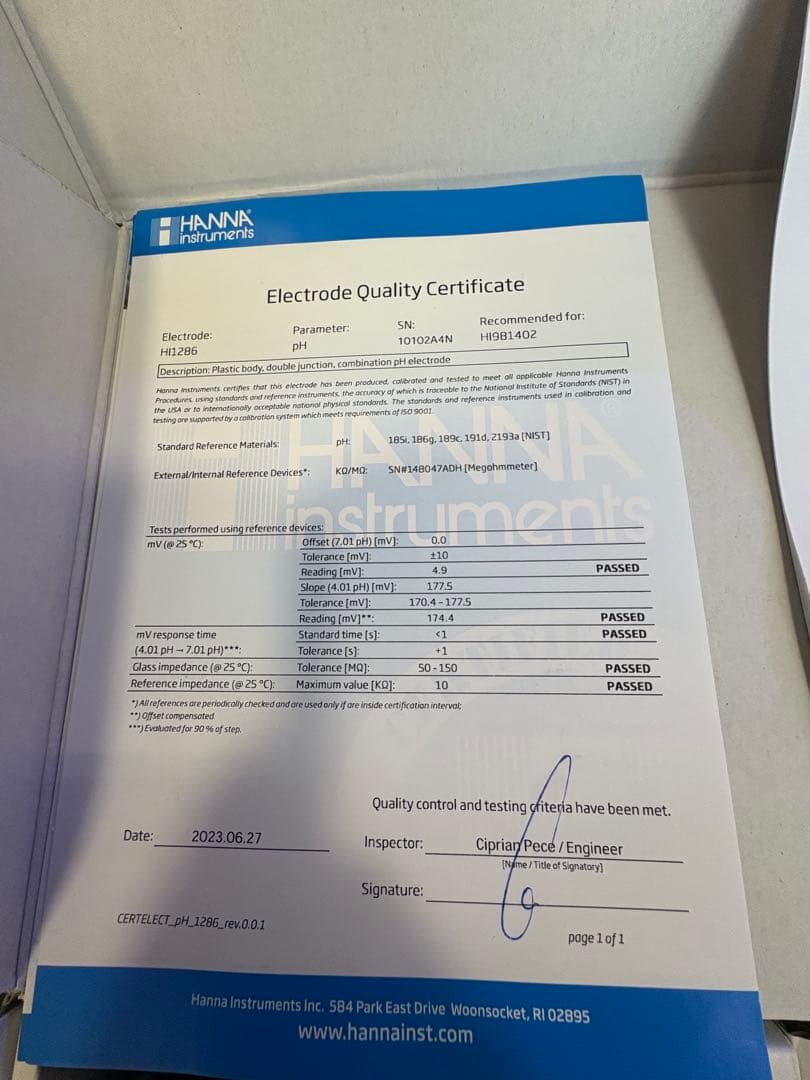 HANNA
instruments
Electrode Quality Certificate
Electrode: Parameter: SN: Recommended for:
HI1286 pH 10102A4N HI981402
Description: Plastic body, double junction, combination pH electrode
Hanna Instruments certifies that this electrode has been produced, calibrated and tested to meet all applicable Hanna Instruments
Procedures, using standards and reference instruments, the accuracy of which is traceable to the National Institute of Standards (NIST) in
the USA or to internationally acceptable national physical standards. The standards and reference instruments used in calibration and
testing are supported by a calibration system which meets requirements of ISO 9001.
Standard Reference Materials: pH: 185i, 186g, 189c, 191d, 2193a [NIST]
External/Internal Reference Devices*: KΩ/MΩ: SN#148047ADH [Megohmmeter]
HANNA
instruments
Tests performed using reference devices:
mV (@ 25 °C): Offset (7.01 pH) [mV]: 0.0
Tolerance [mV]: ±10
Reading [mV]: 4.9 PASSED
Slope (4.01 pH) [mV]: 177.5
Tolerance [mV]: 170.4 - 177.5
Reading [mV]**: 174.4 PASSED
mV response time Standard time [s]: <1 PASSED
(4.01 pH → 7.01 pH)***: Tolerance [s]: +1
Glass impedance (@ 25 °C): Tolerance [MΩ]: 50 - 150 PASSED
Reference impedance (@ 25 °C): Maximum value [KΩ]: 10 PASSED
*) All references are periodically checked and are used only if are inside certification interval;
**) Offset compensated.
***) Evaluated for 90 % of step.
Quality control and testing criteria have been met.
Date: 2023.06.27
Inspector: Ciprian Pece / Engineer
[Name / Title of Signatory]
Signature:
CERTELECT_pH_1286_rev.0.0.1
page 1 of 1
Hanna Instruments Inc. 584 Park East Drive Woonsocket, RI 02895
www.hannainst.com